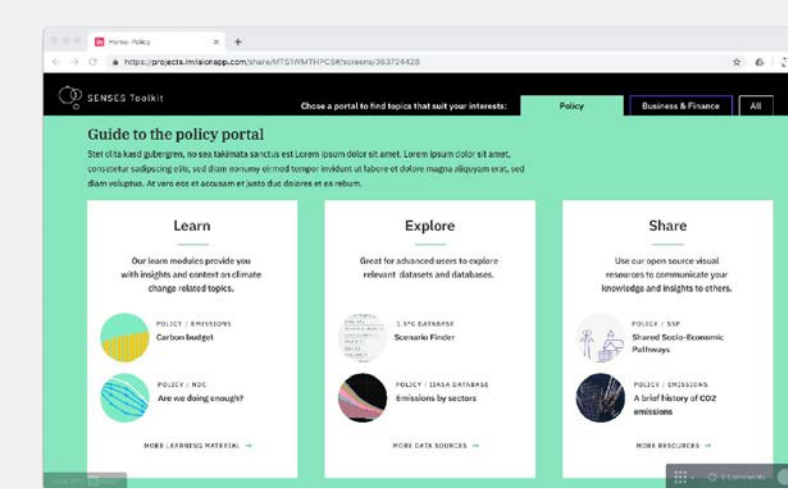 Home-Policy
https://projects.invisionapp.com/share/MTS1WMTHPCS#/screens/363724428
SENSES Toolkit
Chose a portal to find topics that suit your interests:
Policy
Business & Finance
All
Guide to the policy portal
Stet clita kasd gubergren, no sea takimata sanctus est Lorem ipsum dolor sit amet. Lorem ipsum dolor sit amet,
consetetur sadipscing elitr, sed diam nonumy eirmod tempor invidunt ut labore et dolore magna aliquyam erat, sed
diam voluptua. At vero eos et accusam et justo duo dolores et ea rebum.
Learn
Our learn modules provide you
with insights and context on climate
change related topics.
POLICY / EMISSIONS
Carbon budget
POLICY / NDC
Are we doing enough?
MORE LEARNING MATERIAL →
Explore
Great for advanced users to explore
relevant datasets and databases.
1.5°C DATABASE
Scenario Finder
POLICY / IIASA DATABASE
Emissions by sectors
MORE DATA SOURCES →
Share
Use our open source visual
resources to communicate your
knowledge and insights to others.
POLICY / SSP
Shared Socio-Economic
Pathways
POLICY / EMISSIONS
A brief history of CO2
emissions
MORE RESOURCES →
0 Comments